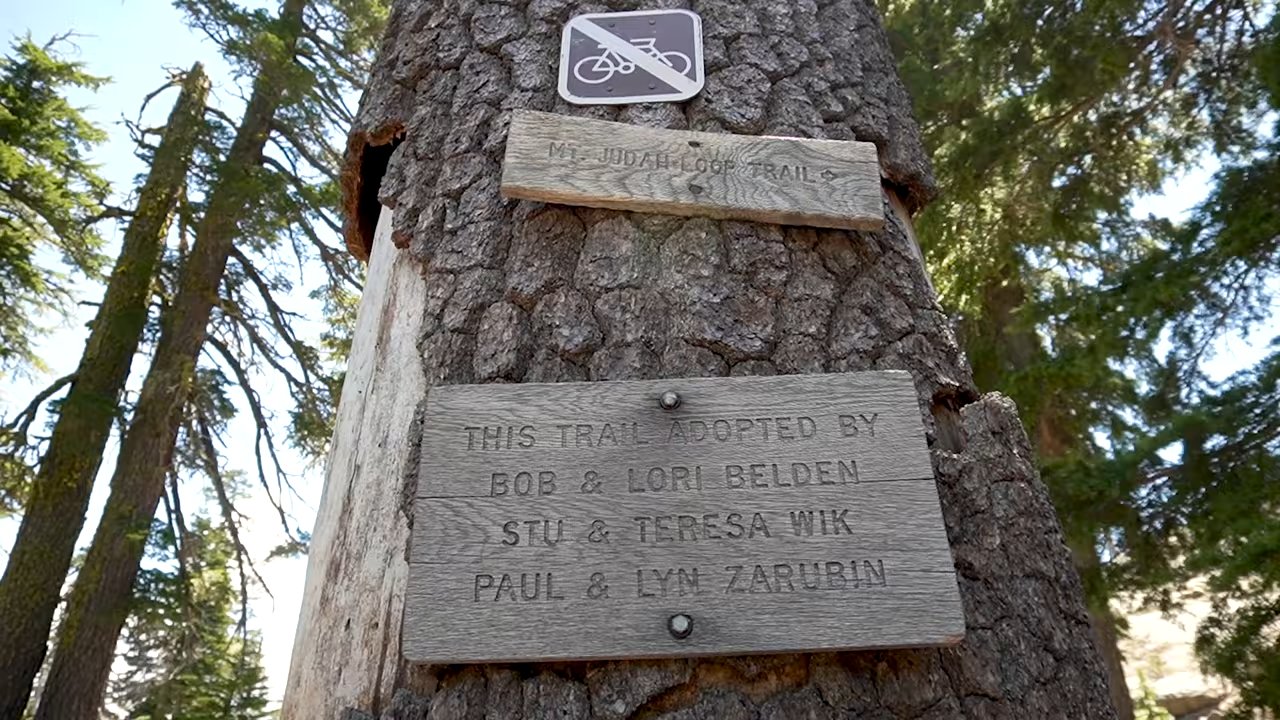 MT. JUDAH LOOP TRAIL →
THIS TRAIL ADOPTED BY
BOB & LORI BELDEN
STU & TERESA WIK
PAUL & LYN ZARUBIN